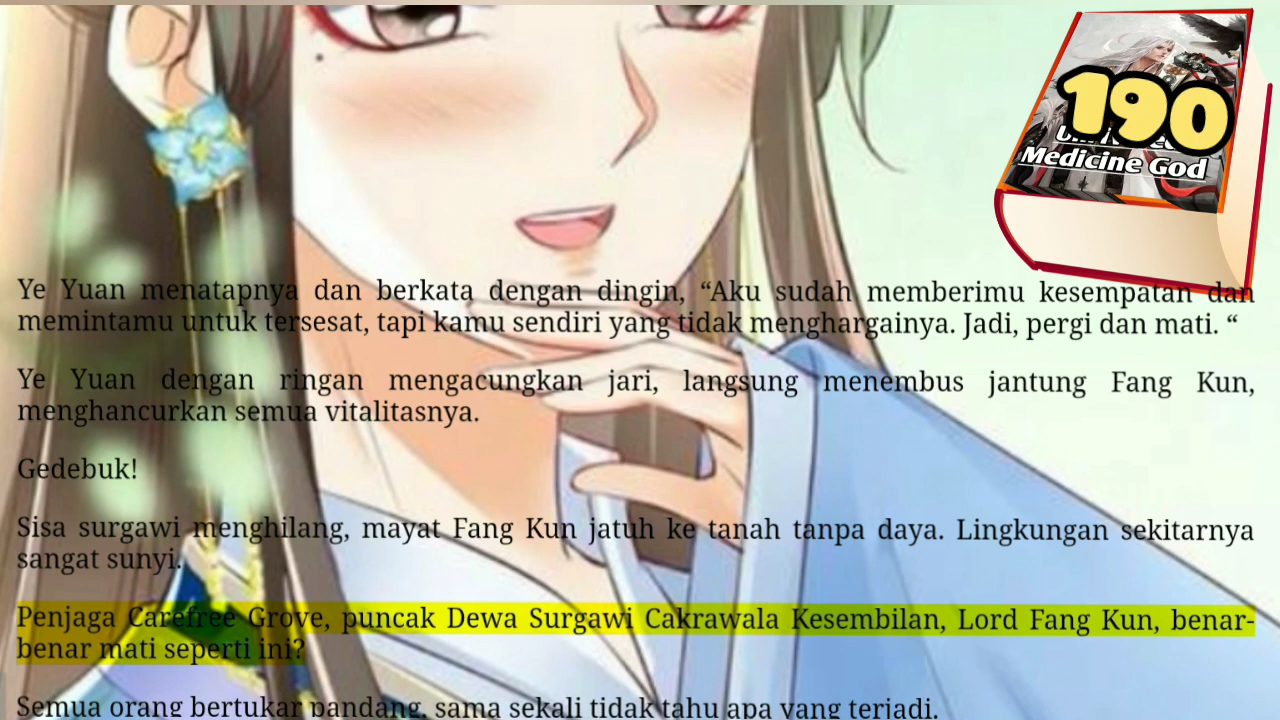 190
Medicine God
Ye Yuan menatapnya dan berkata dengan dingin, “Aku sudah memberimu kesempatan dan
memintamu untuk tersesat, tapi kamu sendiri yang tidak menghargainya. Jadi, pergi dan mati. “
Ye Yuan dengan ringan mengacungkan jari, langsung menembus jantung Fang Kun,
menghancurkan semua vitalitasnya.
Gedebuk!
Sisa surgawi menghilang, mayat Fang Kun jatuh ke tanah tanpa daya. Lingkungan sekitarnya
sangat sunyi.
Penjaga Carefree Grove, puncak Dewa Surgawi Cakrawala Kesembilan, Lord Fang Kun, benar-
benar mati seperti ini?
Semua orang bertukar pandang, sama sekali tidak tahu apa yang terjadi.